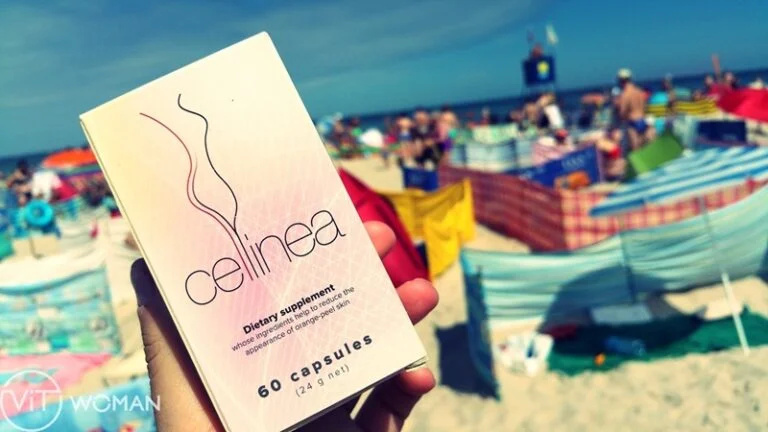 cellinea
Dietary supplement
whose ingredients help to reduce the
appearance of orange-peel skin
60 capsules
(24 g net)
ViT WOMAN